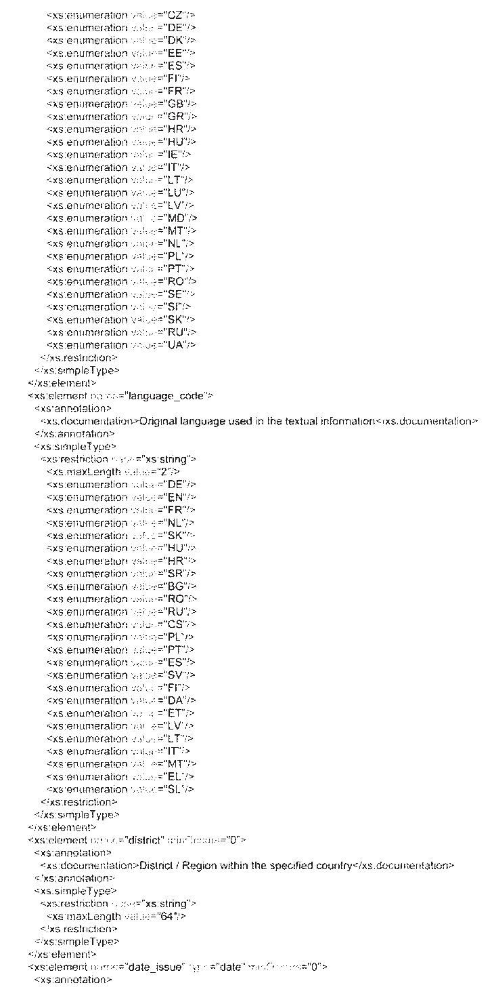 <xs:enumeration value="CZ"/>
<xs:enumeration value="DE"/>
<xs:enumeration value="DK"/>
<xs:enumeration value="EE"/>
<xs:enumeration value="ES"/>
<xs:enumeration value="FI"/>
<xs:enumeration value="FR"/>
<xs:enumeration value="GB"/>
<xs:enumeration value="GR"/>
<xs:enumeration value="HR"/>
<xs:enumeration value="HU"/>
<xs:enumeration value="IE"/>
<xs:enumeration value="IT"/>
<xs:enumeration value="LT"/>
<xs:enumeration value="LU"/>
<xs:enumeration value="LV"/>
<xs:enumeration value="MD"/>
<xs:enumeration value="MT"/>
<xs:enumeration value="NL"/>
<xs:enumeration value="PL"/>
<xs:enumeration value="PT"/>
<xs:enumeration value="RO"/>
<xs:enumeration value="SE"/>
<xs:enumeration value="SI"/>
<xs:enumeration value="SK"/>
<xs:enumeration value="RU"/>
<xs:enumeration value="UA"/>
</xs:restriction>
</xs:simpleType>
</xs:element>
<xs:element name="language_code">
<xs:annotation>
<xs:documentation>Original language used in the textual information</xs:documentation>
</xs:annotation>
<xs:simpleType>
<xs:restriction base="xs:string">
<xs:maxLength value="2"/>
<xs:enumeration value="DE"/>
<xs:enumeration value="EN"/>
<xs:enumeration value="FR"/>
<xs:enumeration value="NL"/>
<xs:enumeration value="SK"/>
<xs:enumeration value="HU"/>
<xs:enumeration value="HR"/>
<xs:enumeration value="SR"/>
<xs:enumeration value="BG"/>
<xs:enumeration value="RO"/>
<xs:enumeration value="RU"/>
<xs:enumeration value="CS"/>
<xs:enumeration value="PL"/>
<xs:enumeration value="PT"/>
<xs:enumeration value="ES"/>
<xs:enumeration value="SV"/>
<xs:enumeration value="FI"/>
<xs:enumeration value="DA"/>
<xs:enumeration value="ET"/>
<xs:enumeration value="LV"/>
<xs:enumeration value="LT"/>
<xs:enumeration value="IT"/>
<xs:enumeration value="MT"/>
<xs:enumeration value="EL"/>
<xs:enumeration value="SL"/>
</xs:restriction>
</xs:simpleType>
</xs:element>
<xs:element name="district" minOccurs="0">
<xs:annotation>
<xs:documentation>District / Region within the specified country</xs:documentation>
</xs:annotation>
<xs:simpleType>
<xs:restriction base="xs:string">
<xs:maxLength value="64"/>
</xs:restriction>
</xs:simpleType>
</xs:element>
<xs:element name="date_issue" type="date" minOccurs="0">
<xs:annotation>